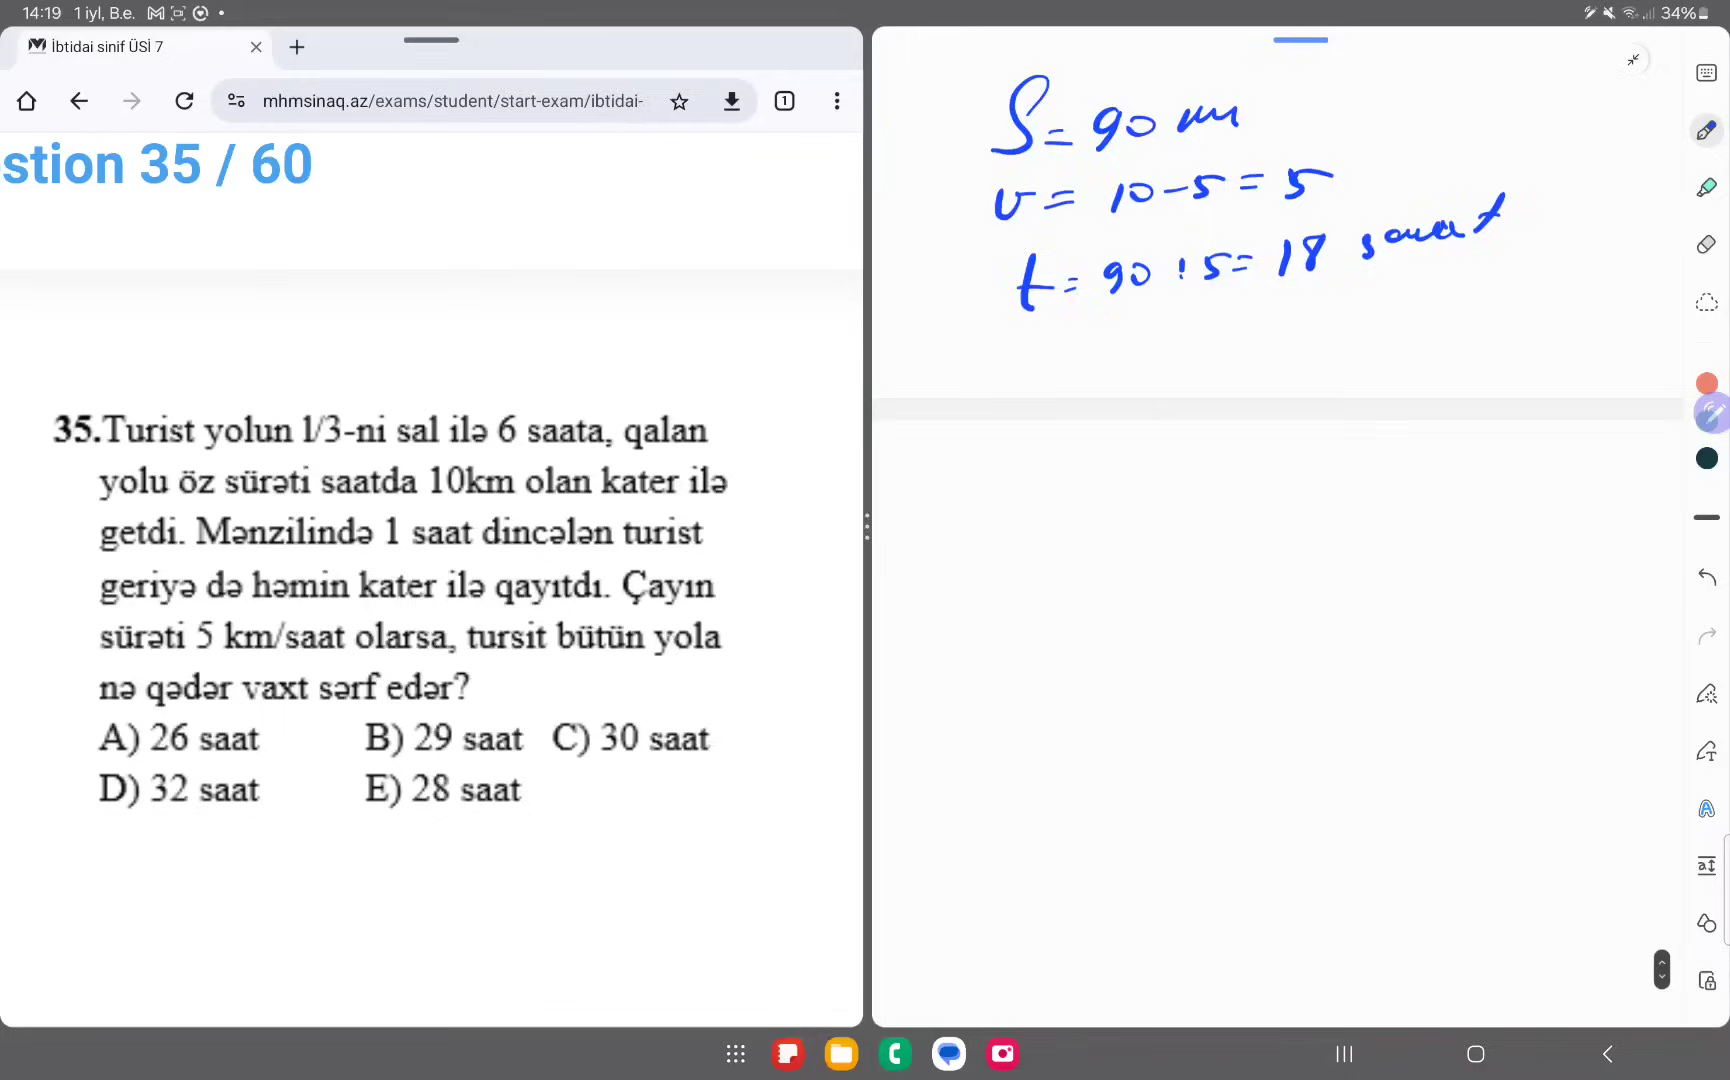 14:19 1 iyl, B.e.
34%
İbtidai sinif ÜSİ 7
mhmsinaq.az/exams/student/start-exam/ibtidai-
1
stion 35 / 60
35.Turist yolun 1/3-ni sal ilə 6 saata, qalan
yolu öz sürəti saatda 10km olan kater ilə
getdi. Mənzilində 1 saat dincələn turist
geriyə də həmin kater ilə qayıtdı. Çayın
sürəti 5 km/saat olarsa, tursit bütün yola
nə qədər vaxt sərf edər?
A) 26 saat B) 29 saat C) 30 saat
D) 32 saat E) 28 saat
S = 90 km
v = 10 - 5 = 5
t = 90 : 5 = 18 saat